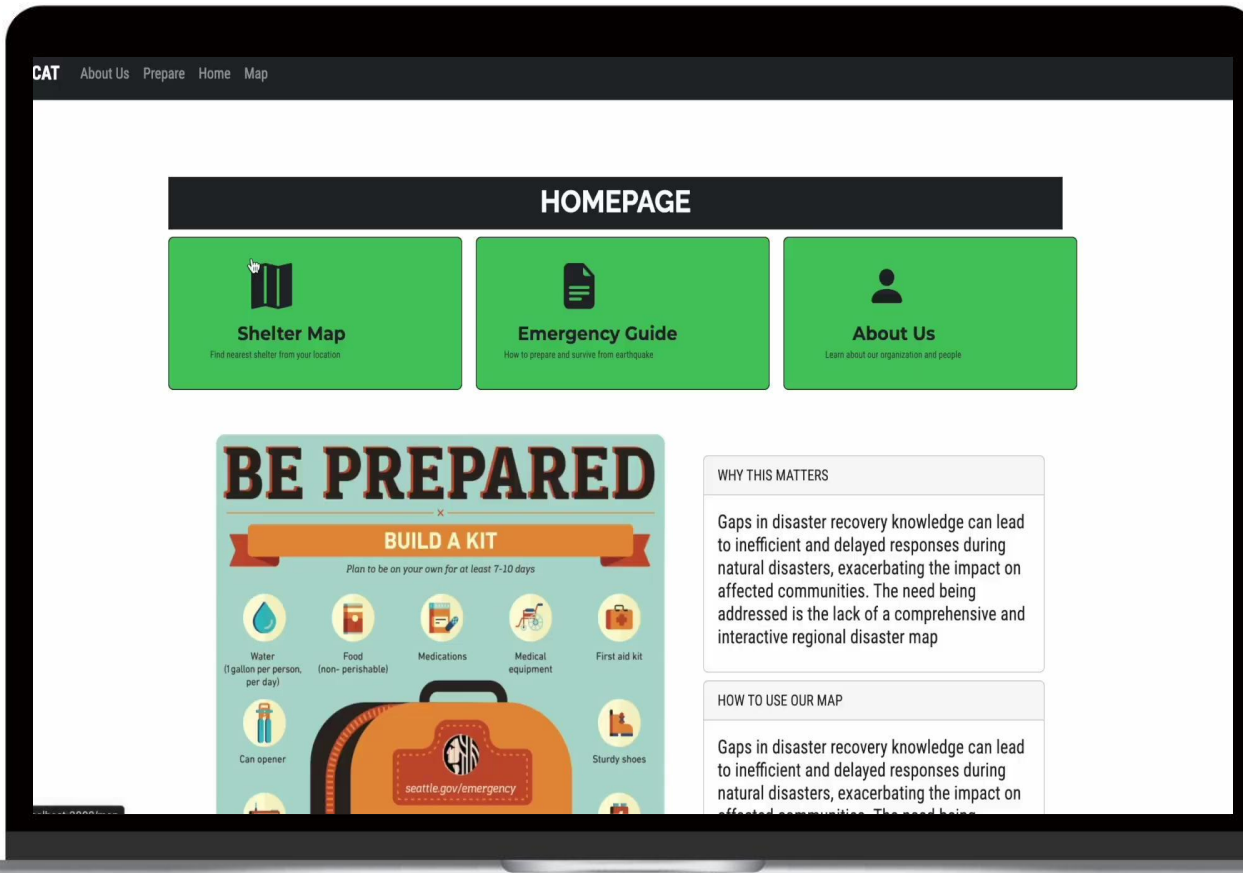 CAT About Us Prepare Home Map
HOMEPAGE
Shelter Map
Find nearest shelter from your location
Emergency Guide
How to prepare and survive from earthquake
About Us
Learn about our organization and people
BE PREPARED
BUILD A KIT
Plan to be on your own for at least 7-10 days
Water
(1 gallon per person,
per day)
Food
(non- perishable)
Medications
Medical
equipment
First aid kit
Can opener
Sturdy shoes
seattle.gov/emergency
WHY THIS MATTERS
Gaps in disaster recovery knowledge can lead
to inefficient and delayed responses during
natural disasters, exacerbating the impact on
affected communities. The need being
addressed is the lack of a comprehensive and
interactive regional disaster map
HOW TO USE OUR MAP
Gaps in disaster recovery knowledge can lead
to inefficient and delayed responses during
natural disasters, exacerbating the impact on
affected communities. The need being